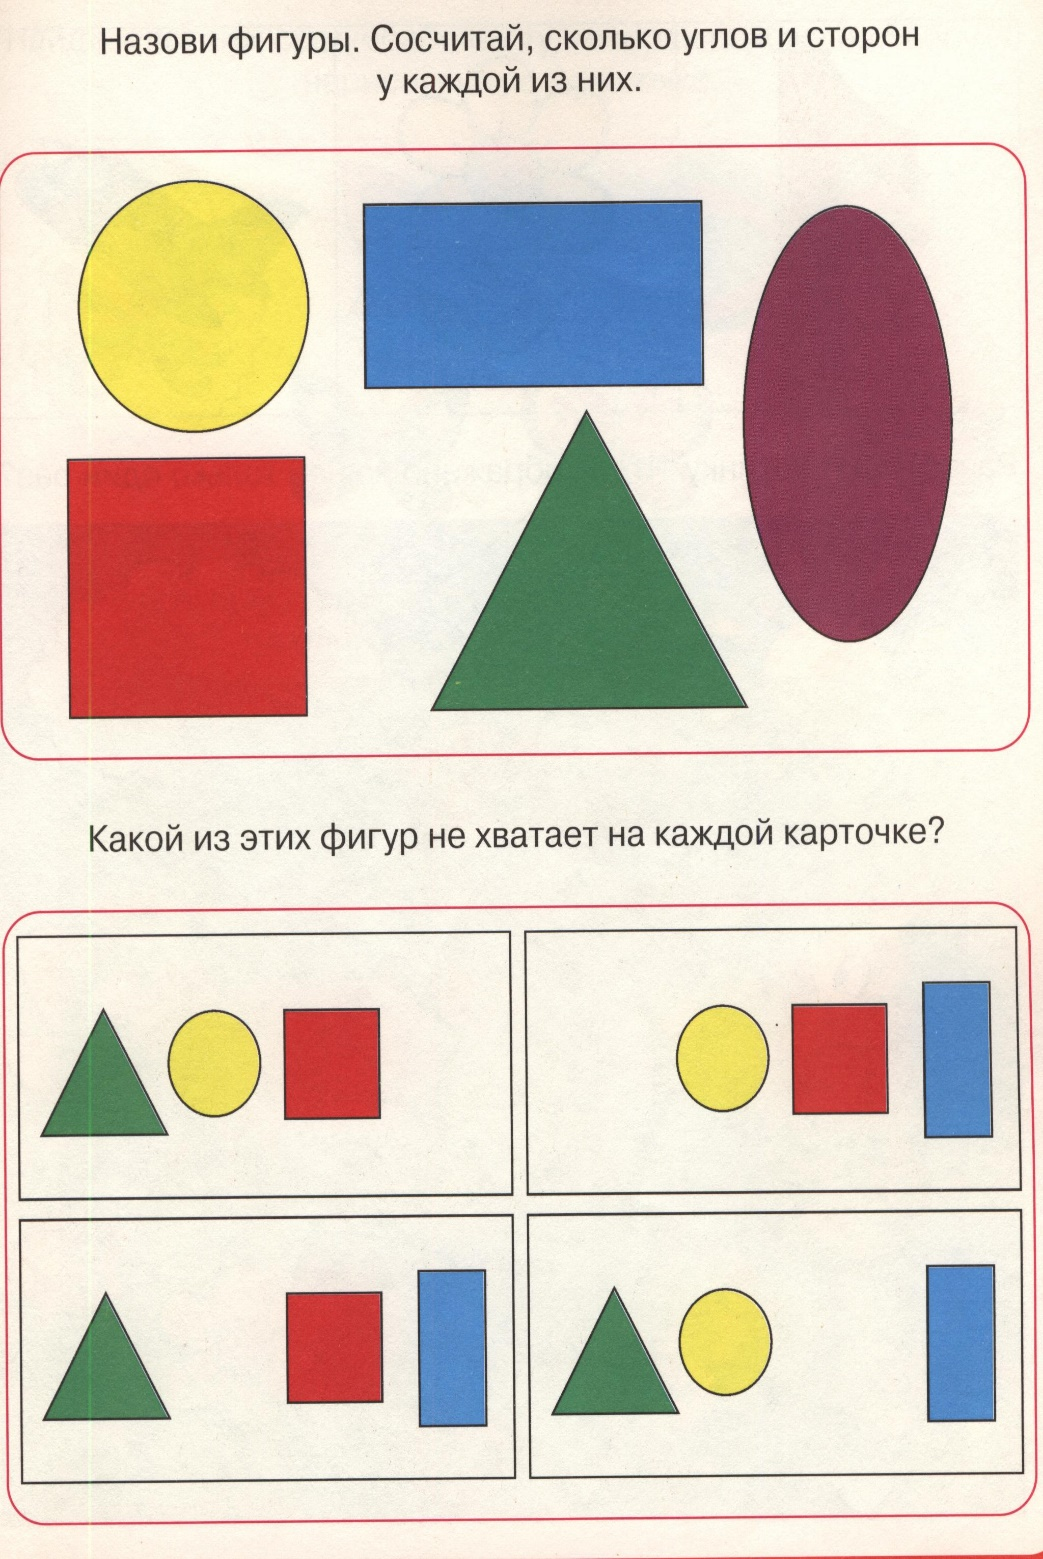 Назови фигуры. Сосчитай, сколько углов и сторон
у каждой из них.
Какой из этих фигур не хватает на каждой карточке?